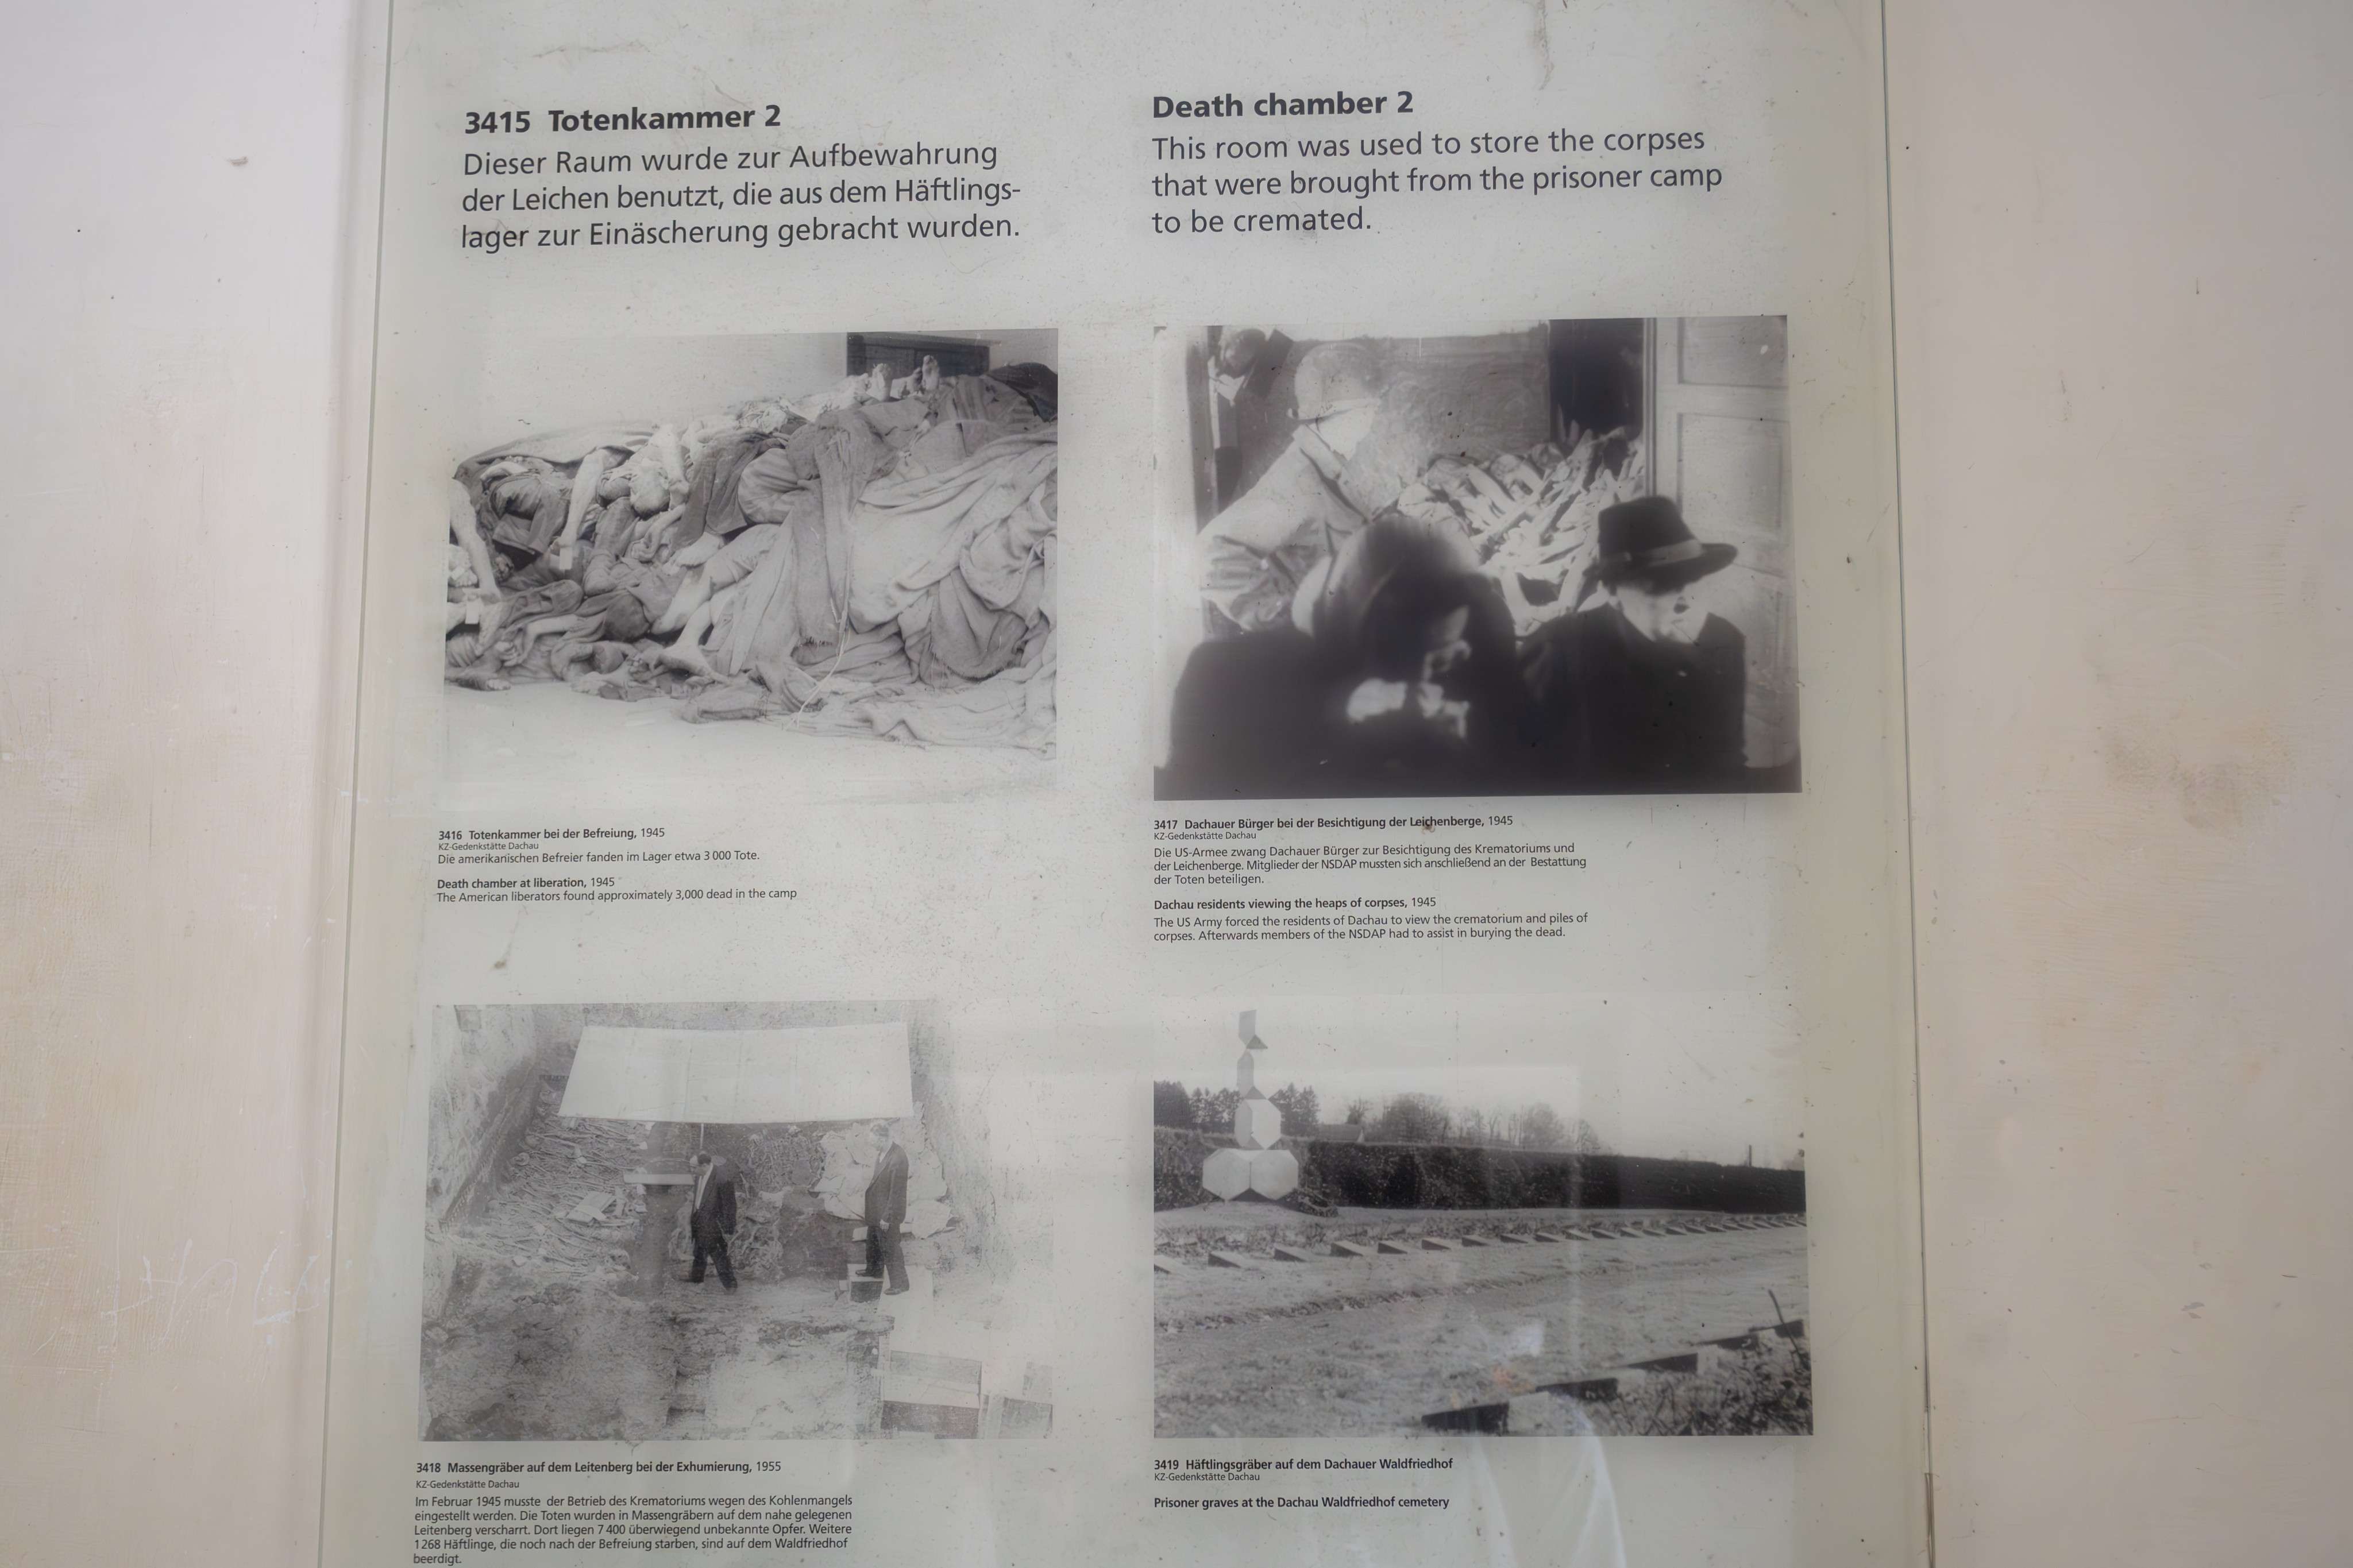 3415 Totenkammer 2
Dieser Raum wurde zur Aufbewahrung
der Leichen benutzt, die aus dem Häftlings-
lager zur Einäscherung gebracht wurden.
Death chamber 2
This room was used to store the corpses
that were brought from the prisoner camp
to be cremated.
3416 Totenkammer bei der Befreiung, 1945
KZ-Gedenkstätte Dachau
Die amerikanischen Befreier fanden im Lager etwa 3 000 Tote.
Death chamber at liberation, 1945
The American liberators found approximately 3,000 dead in the camp
3417 Dachauer Bürger bei der Besichtigung der Leichenberge, 1945
KZ-Gedenkstätte Dachau
Die US-Armee zwang Dachauer Bürger zur Besichtigung des Krematoriums und
der Leichenberge. Mitglieder der NSDAP mussten sich anschließend an der Bestattung
der Toten beteiligen.
Dachau residents viewing the heaps of corpses, 1945
The US Army forced the residents of Dachau to view the crematorium and piles of
corpses. Afterwards members of the NSDAP had to assist in burying the dead.
3418 Massengräber auf dem Leitenberg bei der Exhumierung, 1955
KZ-Gedenkstätte Dachau
Im Februar 1945 musste der Betrieb des Krematoriums wegen des Kohlenmangels
eingestellt werden. Die Toten wurden in Massengräbern auf dem nahe gelegenen
Leitenberg verscharrt. Dort liegen 7 400 überwiegend unbekannte Opfer. Weitere
1268 Häftlinge, die noch nach der Befreiung starben, sind auf dem Waldfriedhof
beerdigt.
3419 Häftlingsgräber auf dem Dachauer Waldfriedhof
KZ-Gedenkstätte Dachau
Prisoner graves at the Dachau Waldfriedhof cemetery